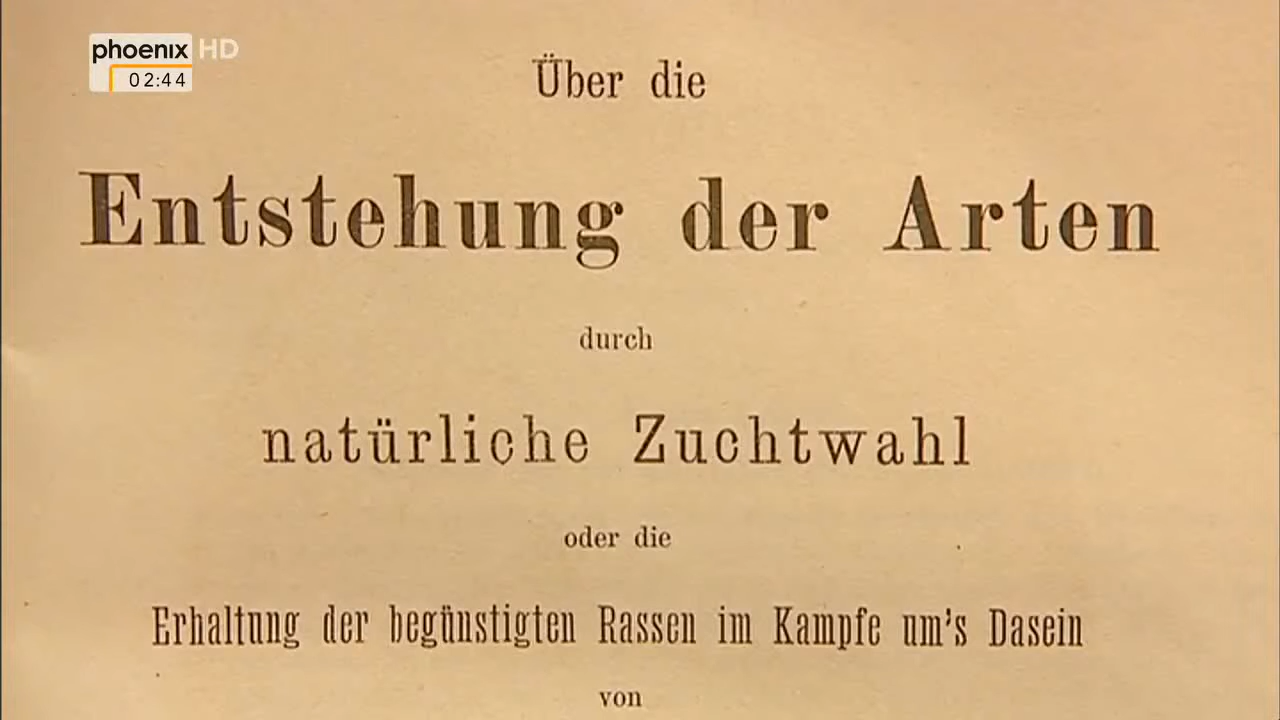 phoenix HD
02:44
Über die
Entstehung der Arten
durch
natürliche Zuchtwahl
oder die
Erhaltung der begünstigten Rassen im Kampfe um's Dasein
von